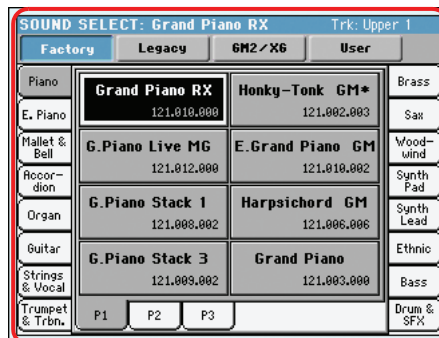 SOUND SELECT: Grand Piano RX Trk: Upper 1
Factory Legacy GM2/XG User
Piano
E. Piano
Mallet &
Bell
Accor-
dion
Organ
Guitar
Strings
& Vocal
Trumpet
& Trbn.
Grand Piano RX
121.010.000
Honky-Tonk GM*
121.002.003
G.Piano Live MG
121.012.000
E.Grand Piano GM
121.010.002
G.Piano Stack 1
121.008.002
Harpsichord GM
121.006.006
G.Piano Stack 3
121.009.002
Grand Piano
121.003.000
Brass
Sax
Wood-
wind
Synth
Pad
Synth
Lead
Ethnic
Bass
Drum &
SFX
P1 P2 P3